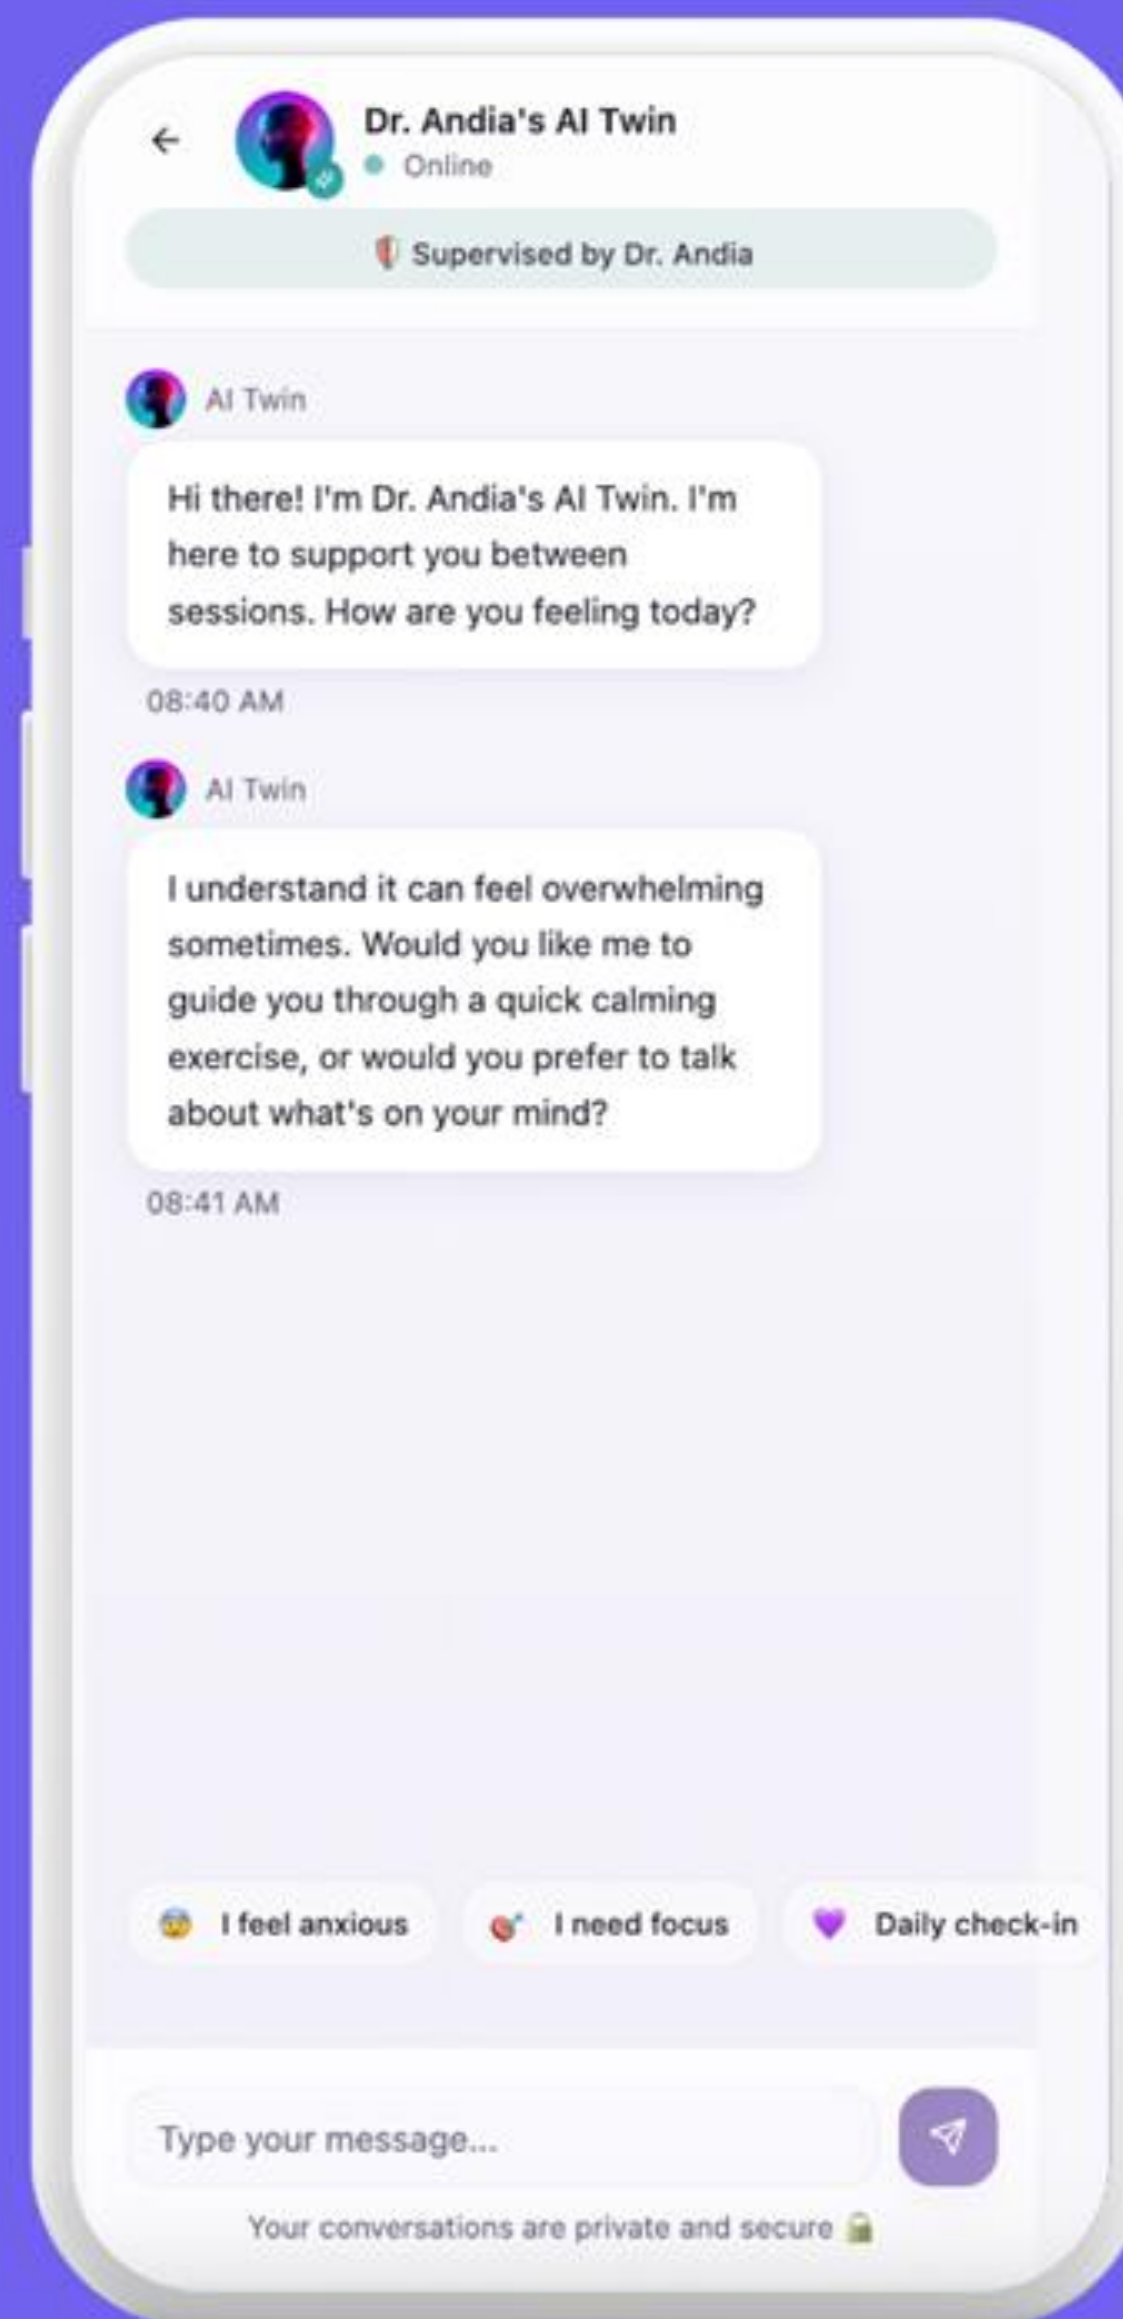 Dr. Andia's AI Twin
Online
Supervised by Dr. Andia
AI Twin
Hi there! I'm Dr. Andia's AI Twin. I'm
here to support you between
sessions. How are you feeling today?
08:40 AM
AI Twin
I understand it can feel overwhelming
sometimes. Would you like me to
guide you through a quick calming
exercise, or would you prefer to talk
about what's on your mind?
08:41 AM
😰 I feel anxious
🎯 I need focus
💜 Daily check-in
Type your message...
Your conversations are private and secure 🔒